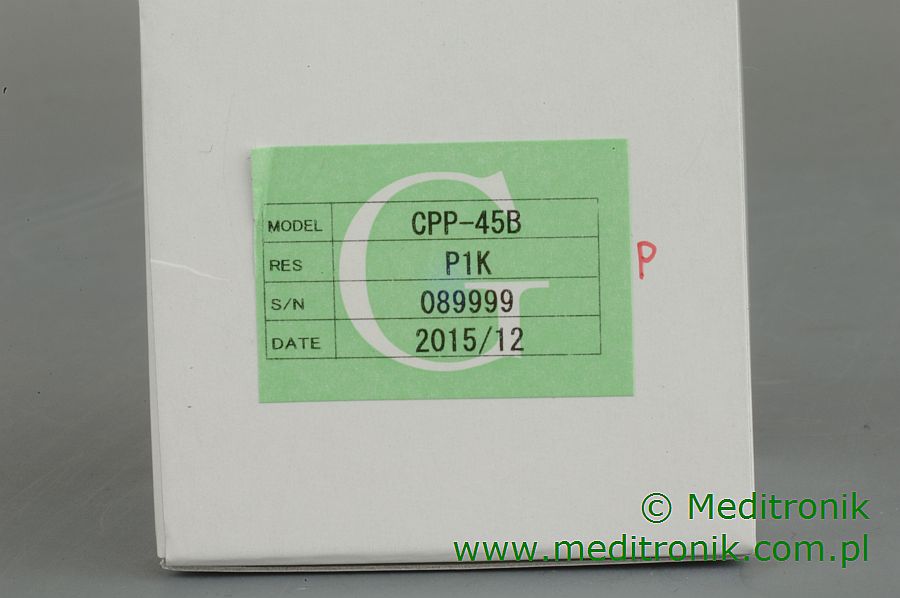 G
MODEL CPP-45B
RES P1K
S/N 089999
DATE 2015/12
P
© Meditronik
www.meditronik.com.pl